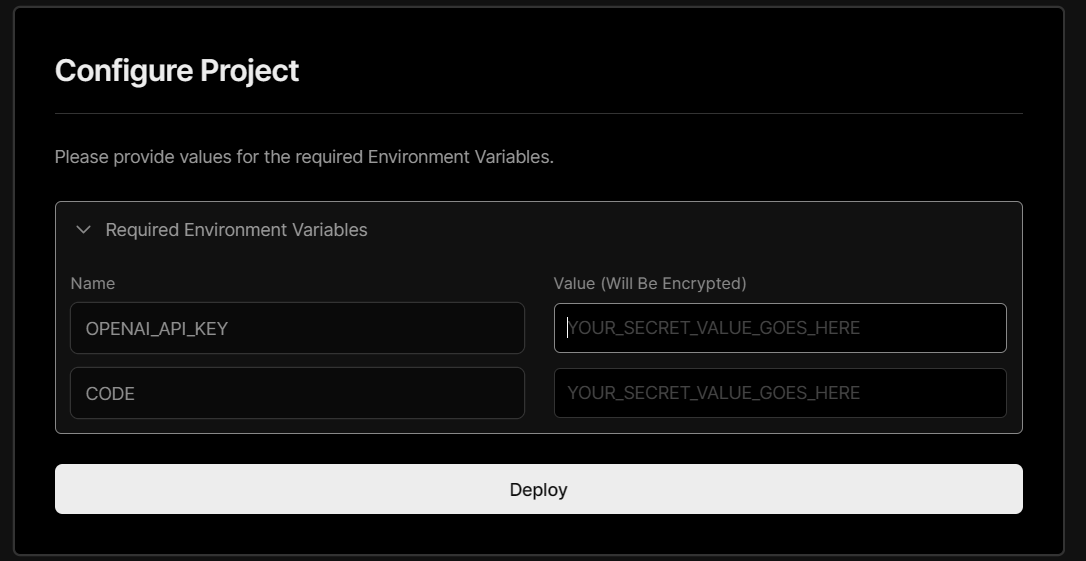 Configure Project
Please provide values for the required Environment Variables.
Required Environment Variables
Name
Value (Will Be Encrypted)
OPENAI_API_KEY
YOUR_SECRET_VALUE_GOES_HERE
CODE
YOUR_SECRET_VALUE_GOES_HERE
Deploy